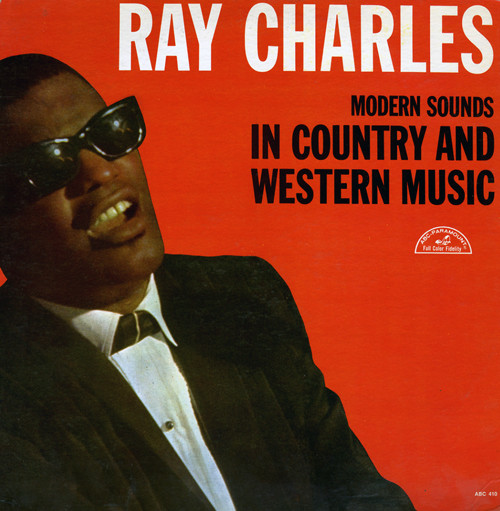 RAY CHARLES
MODERN SOUNDS
IN COUNTRY AND
WESTERN MUSIC
ABC-PARAMOUNT
Full Color Fidelity
ABC 410